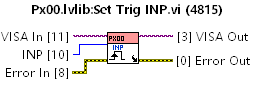 Px00.lvlib:Set Trig INP.vi (4815)
VISA In [11]
PX00
[3] VISA Out
INP [10]
INP
Error In [8]
[0] Error Out